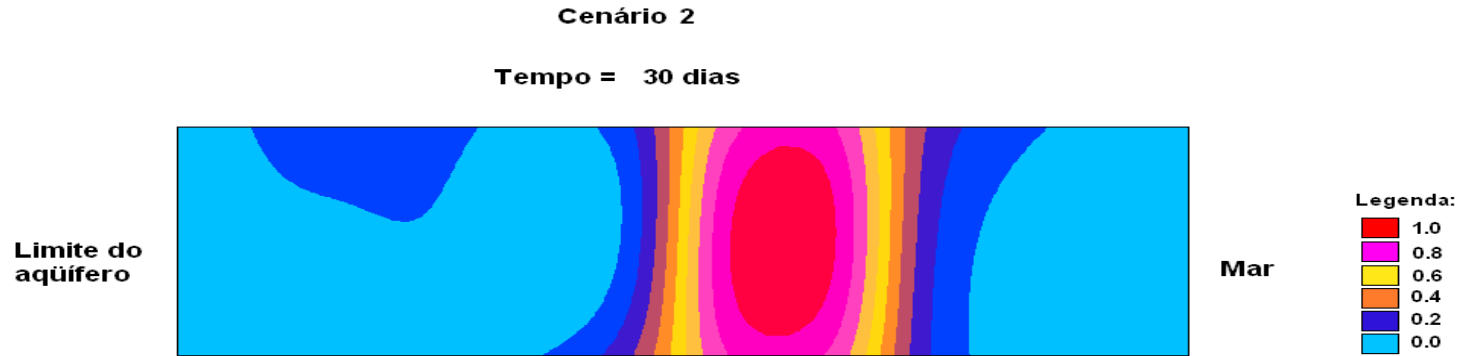 Cenário 2
Tempo = 30 dias
Limite do
aqüífero
Mar
Legenda:
1.0
0.8
0.6
0.4
0.2
0.0